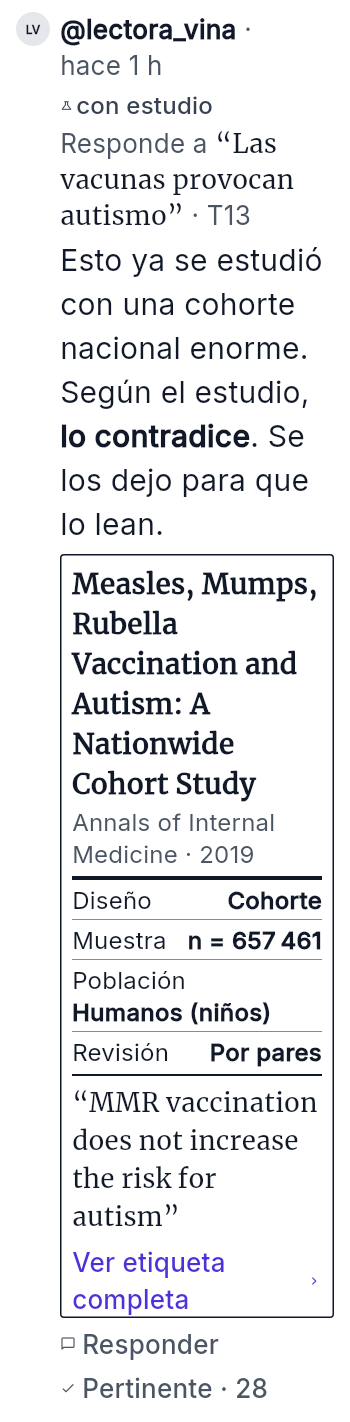 LV @lectora_vina ·
hace 1 h
con estudio
Responde a “Las
vacunas provocan
autismo” · T13
Esto ya se estudió
con una cohorte
nacional enorme.
Según el estudio,
lo contradice. Se
los dejo para que
lo lean.
Measles, Mumps,
Rubella
Vaccination and
Autism: A
Nationwide
Cohort Study
Annals of Internal
Medicine · 2019
Diseño Cohorte
Muestra n = 657 461
Población
Humanos (niños)
Revisión Por pares
“MMR vaccination
does not increase
the risk for
autism”
Ver etiqueta
completa ›
Responder
Pertinente · 28